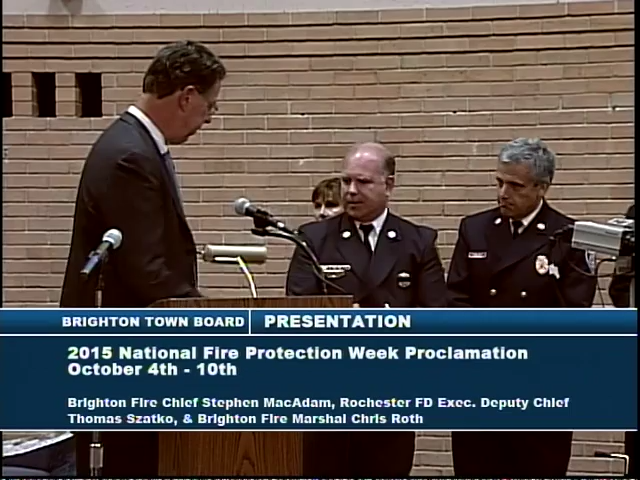 BRIGHTON TOWN BOARD PRESENTATION
2015 National Fire Protection Week Proclamation
October 4th - 10th
Brighton Fire Chief Stephen MacAdam, Rochester FD Exec. Deputy Chief
Thomas Szatko, & Brighton Fire Marshal Chris Roth